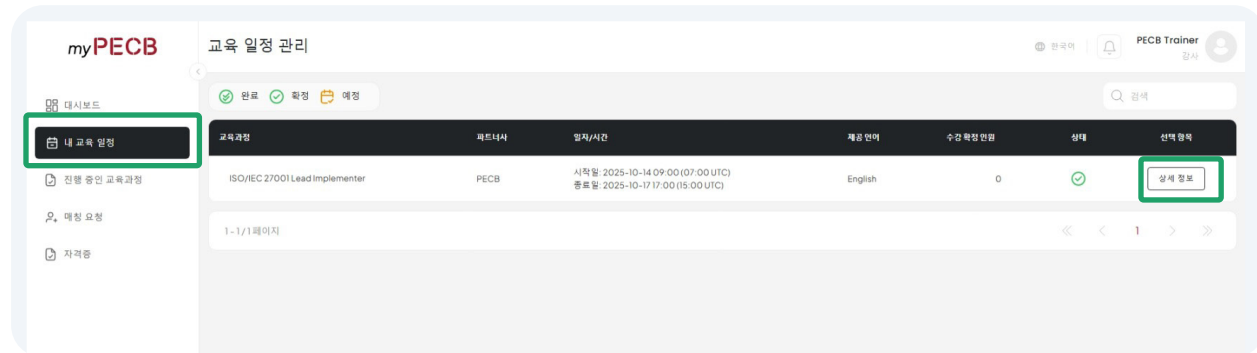 myPECB
교육 일정 관리
한국어
PECB Trainer
강사
대시보드
완료
확정
예정
검색
내 교육 일정
교육과정
파트너사
일자/시간
제공 언어
수강 확정 인원
상태
선택 항목
진행 중인 교육과정
ISO/IEC 27001 Lead Implementer
PECB
시작일: 2025-10-14 09:00 (07:00 UTC)
종료일: 2025-10-17 17:00 (15:00 UTC)
English
0
상세 정보
매칭 요청
1-1/1 페이지
1
자격증